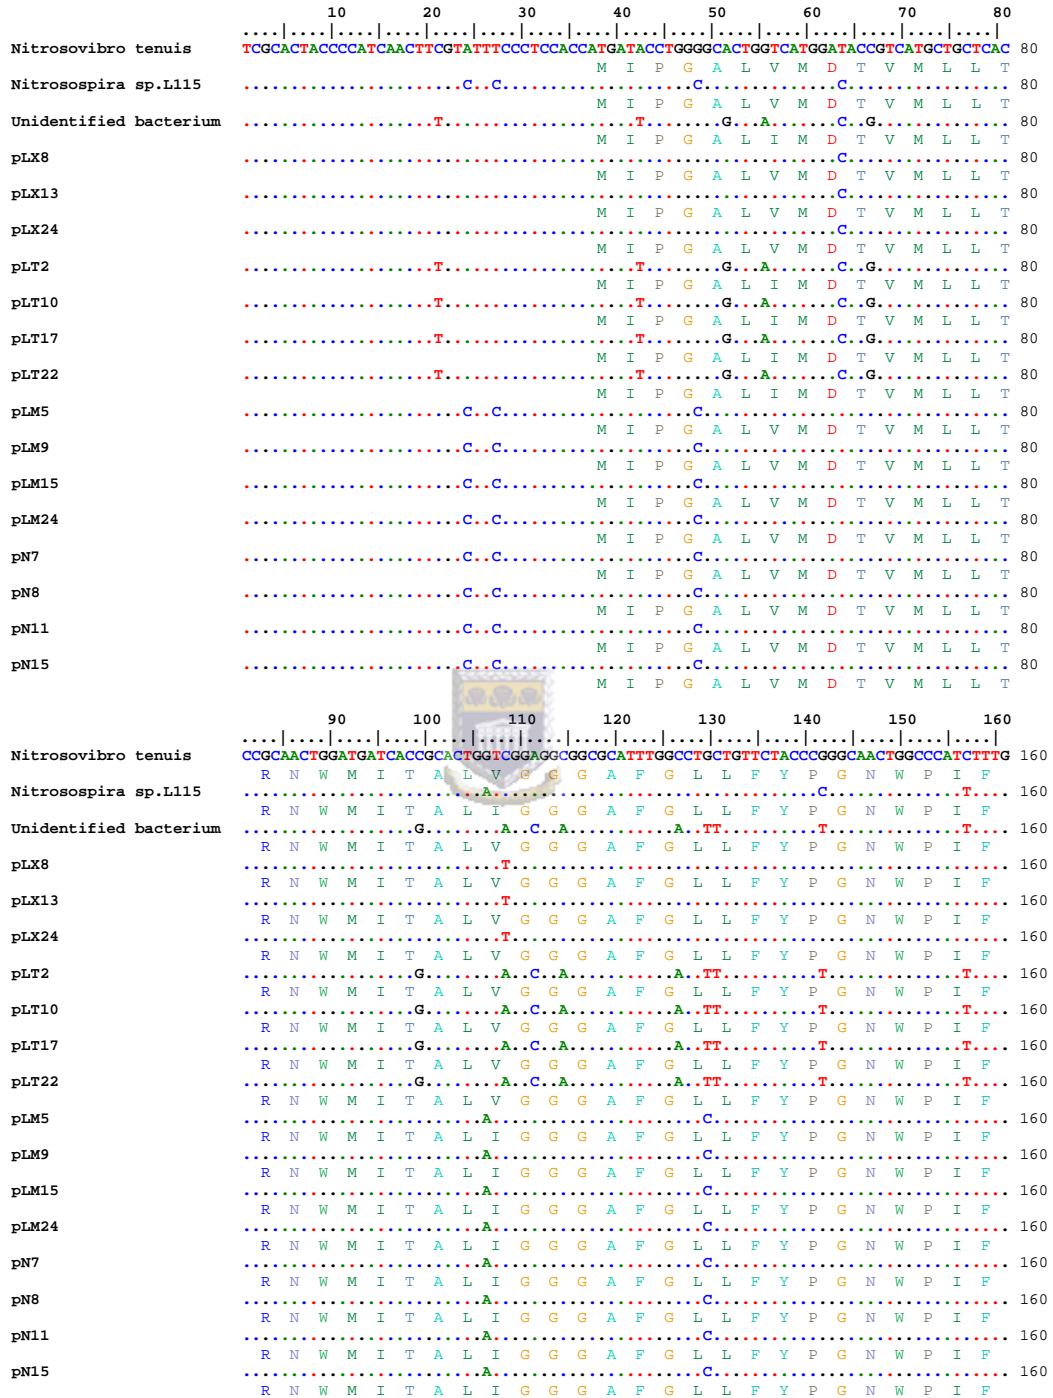 10 20 30 40 50 60 70 80
Nitrosovibro tenuis TCGCACTACCCCATCAACTTCGTATTTCCCTCCACCATGATACCTGGGGCACTGGTCATGGATACCGTCATGCTGCTCAC 80
M I P G A L V M D T V M L L T
Nitrosospira sp.L115 .......................C..C....................C..............C................. 80
M I P G A L V M D T V M L L T
Unidentified bacterium ....................T....................T........G...A.......C..G.............. 80
M I P G A L I M D T V M L L T
pLX8 ..............................................................C................. 80
M I P G A L V M D T V M L L T
pLX13 ..............................................................C................. 80
M I P G A L V M D T V M L L T
pLX24 ..............................................................C................. 80
M I P G A L V M D T V M L L T
pLT2 ....................T....................T........G...A.......C..G.............. 80
M I P G A L I M D T V M L L T
pLT10 ....................T....................T........G...A.......C..G.............. 80
M I P G A L I M D T V M L L T
pLT17 ....................T....................T........G...A.......C..G.............. 80
M I P G A L I M D T V M L L T
pLT22 ....................T....................T........G...A.......C..G.............. 80
M I P G A L I M D T V M L L T
pLM5 .......................C..C....................C................................ 80
M I P G A L V M D T V M L L T
pLM9 .......................C..C....................C................................ 80
M I P G A L V M D T V M L L T
pLM15 .......................C..C....................C................................ 80
M I P G A L V M D T V M L L T
pLM24 .......................C..C....................C................................ 80
M I P G A L V M D T V M L L T
pN7 .......................C..C....................C................................ 80
M I P G A L V M D T V M L L T
pN8 .......................C..C....................C................................ 80
M I P G A L V M D T V M L L T
pN11 .......................C..C....................C................................ 80
M I P G A L V M D T V M L L T
pN15 .......................C..C....................C................................ 80
M I P G A L V M D T V M L L T
90 100 110 120 130 140 150 160
Nitrosovibro tenuis CCGCAACTGGATGATCACCGCACTGGTCGGAGGCGGCGCATTTGGCCTGCTGTTCTACCCGGGCAACTGGCCCATCTTTG 160
R N W M I T A L V G G G A F G L L F Y P G N W P I F
Nitrosospira sp.L115 .........................A..................................C..............T.... 160
R N W M I T A L I G G G A F G L L F Y P G N W P I F
Unidentified bacterium ..................G........A..C..A...........A..TT..........T..............T.... 160
R N W M I T A L V G G G A F G L L F Y P G N W P I F
pLX8 ...........................T.................................................... 160
R N W M I T A L V G G G A F G L L F Y P G N W P I F
pLX13 ...........................T.................................................... 160
R N W M I T A L V G G G A F G L L F Y P G N W P I F
pLX24 ...........................T.................................................... 160
R N W M I T A L V G G G A F G L L F Y P G N W P I F
pLT2 ..................G........A..C..A...........A..TT..........T..............T.... 160
R N W M I T A L V G G G A F G L L F Y P G N W P I F
pLT10 ..................G........A..C..A...........A..TT..........T..............T.... 160
R N W M I T A L V G G G A F G L L F Y P G N W P I F
pLT17 ..................G........A..C..A...........A..TT..........T..............T.... 160
R N W M I T A L V G G G A F G L L F Y P G N W P I F
pLT22 ..................G........A..C..A...........A..TT..........T..............T.... 160
R N W M I T A L V G G G A F G L L F Y P G N W P I F
pLM5 .........................A......................C............................... 160
R N W M I T A L I G G G A F G L L F Y P G N W P I F
pLM9 .........................A......................C............................... 160
R N W M I T A L I G G G A F G L L F Y P G N W P I F
pLM15 .........................A......................C............................... 160
R N W M I T A L I G G G A F G L L F Y P G N W P I F
pLM24 .........................A......................C............................... 160
R N W M I T A L I G G G A F G L L F Y P G N W P I F
pN7 .........................A......................C............................... 160
R N W M I T A L I G G G A F G L L F Y P G N W P I F
pN8 .........................A......................C............................... 160
R N W M I T A L I G G G A F G L L F Y P G N W P I F
pN11 .........................A......................C............................... 160
R N W M I T A L I G G G A F G L L F Y P G N W P I F
pN15 .........................A......................C............................... 160
R N W M I T A L I G G G A F G L L F Y P G N W P I F